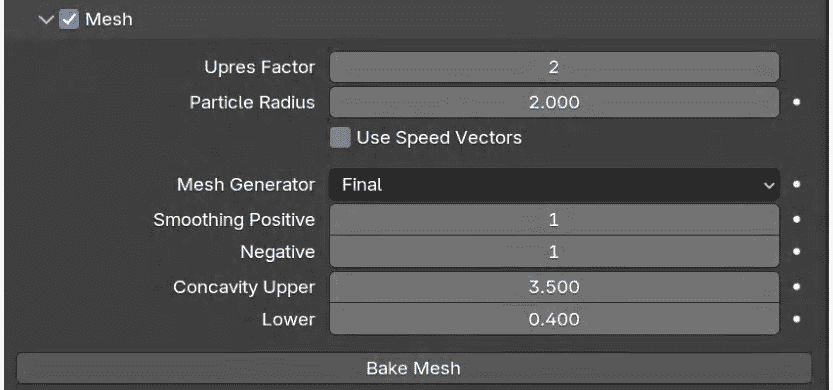 Mesh
Upres Factor 2
Particle Radius 2.000
Use Speed Vectors
Mesh Generator Final
Smoothing Positive 1
Negative 1
Concavity Upper 3.500
Lower 0.400
Bake Mesh